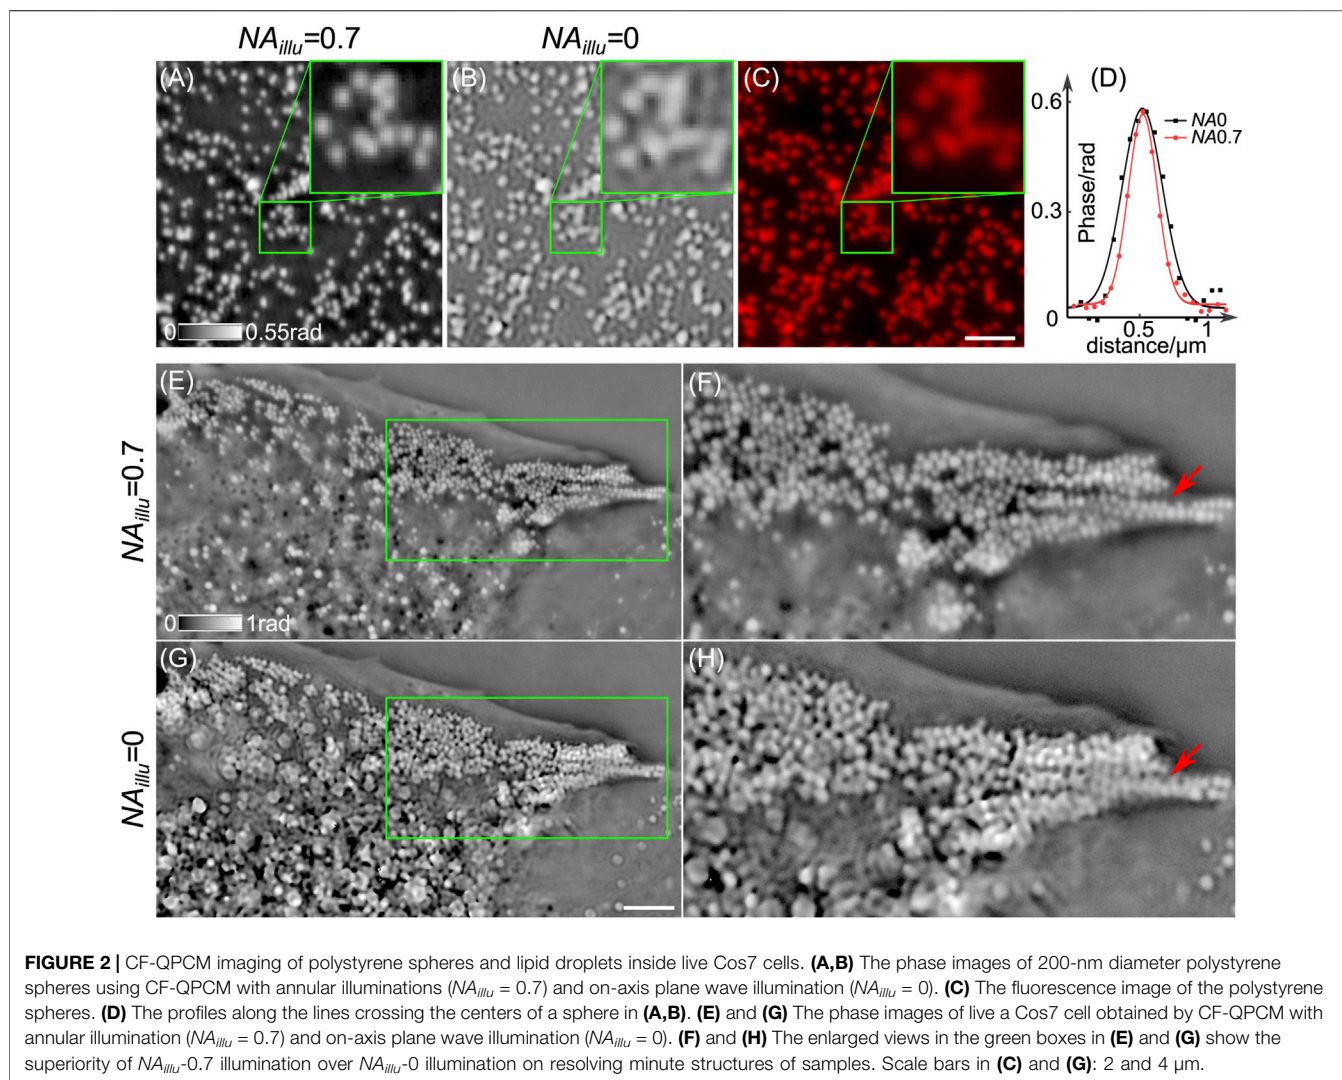 NAillu=0.7 NAillu=0
(A) (B) (C) (D)
0.6
NA0
NA0.7
Phase/rad
0.3
0 0.55rad
0
0.5 1
distance/μm
NAillu=0.7
(E) (F)
0 1rad
NAillu=0
(G) (H)
FIGURE 2 | CF-QPCM imaging of polystyrene spheres and lipid droplets inside live Cos7 cells. (A,B) The phase images of 200-nm diameter polystyrene
spheres using CF-QPCM with annular illuminations (NAillu = 0.7) and on-axis plane wave illumination (NAillu = 0). (C) The fluorescence image of the polystyrene
spheres. (D) The profiles along the lines crossing the centers of a sphere in (A,B). (E) and (G) The phase images of live a Cos7 cell obtained by CF-QPCM with
annular illumination (NAillu = 0.7) and on-axis plane wave illumination (NAillu = 0). (F) and (H) The enlarged views in the green boxes in (E) and (G) show the
superiority of NAillu-0.7 illumination over NAillu-0 illumination on resolving minute structures of samples. Scale bars in (C) and (G): 2 and 4 μm.